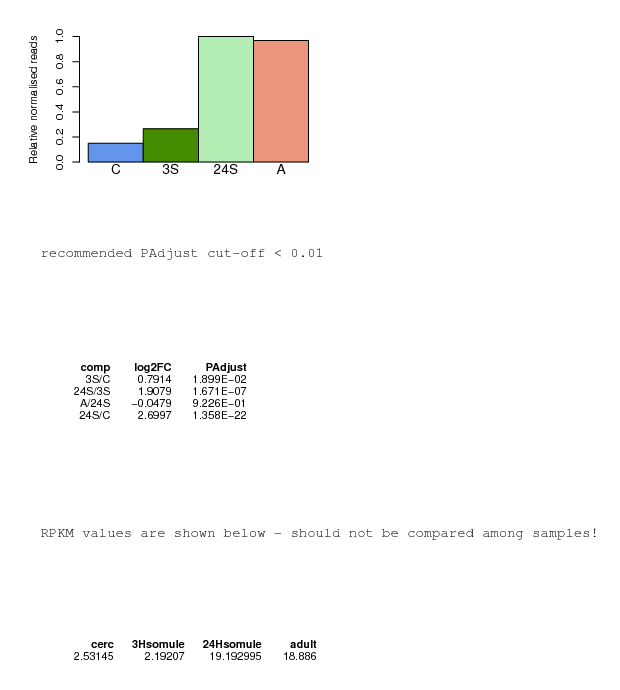 Relative normalised reads
1.0
0.8
0.6
0.4
0.2
0.0
C 3S 24S A
recommended PAdjust cut-off < 0.01
comp log2FC PAdjust
3S/C 0.7914 1.899E−02
24S/3S 1.9079 1.671E−07
A/24S −0.0479 9.226E−01
24S/C 2.6997 1.358E−22
RPKM values are shown below - should not be compared among samples!
cerc 3Hsomule 24Hsomule adult
2.53145 2.19207 19.192995 18.886